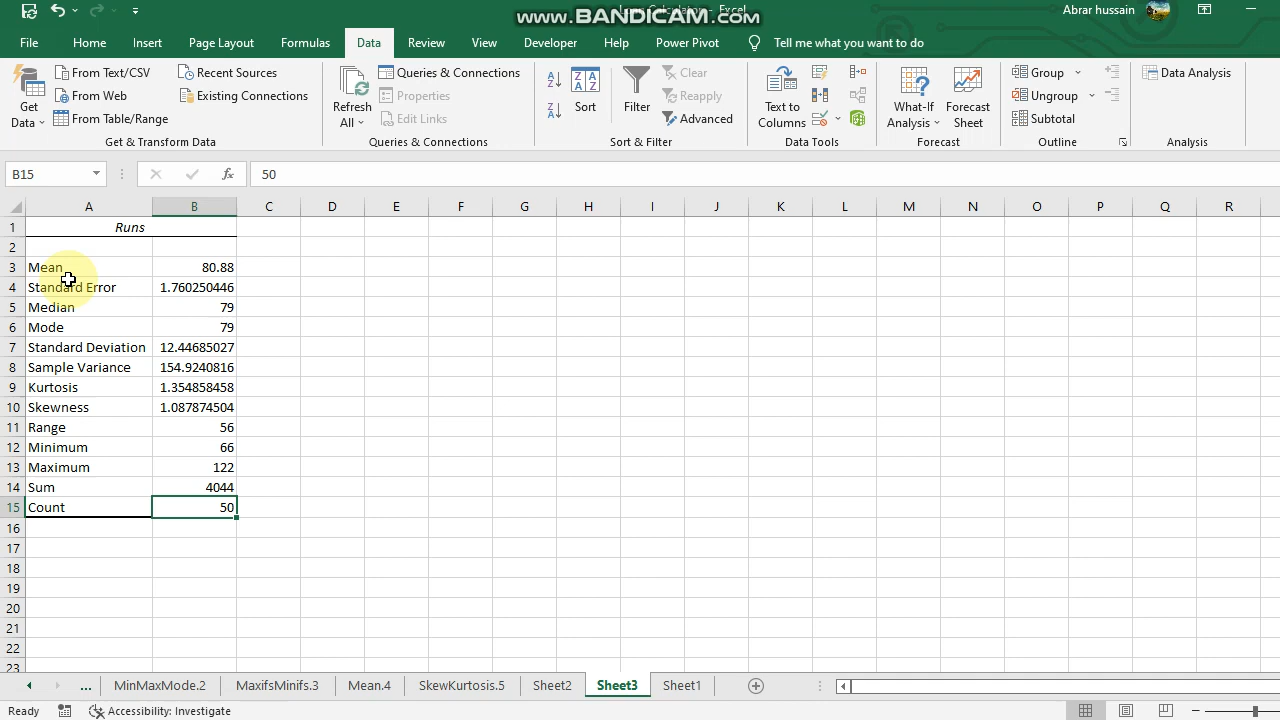 www.BANDICAM.com
Excel
Abrar hussain
File Home Insert Page Layout Formulas Data Review View Developer Help Power Pivot Tell me what you want to do
Get Data
From Text/CSV
From Web
From Table/Range
Recent Sources
Existing Connections
Get & Transform Data
Refresh All
Queries & Connections
Properties
Edit Links
Queries & Connections
Sort
Filter
Clear
Reapply
Advanced
Sort & Filter
Text to Columns
Data Tools
What-If Analysis
Forecast Sheet
Forecast
Group
Ungroup
Subtotal
Outline
Data Analysis
Analysis
B15 fx 50
A B C D E F G H I J K L M N O P Q R
1 Runs
2
3 Mean 80.88
4 Standard Error 1.760250446
5 Median 79
6 Mode 79
7 Standard Deviation 12.44685027
8 Sample Variance 154.9240816
9 Kurtosis 1.354858458
10 Skewness 1.087874504
11 Range 56
12 Minimum 66
13 Maximum 122
14 Sum 4044
15 Count 50
16
17
18
19
20
21
22
23
... MinMaxMode.2 MaxifsMinifs.3 Mean.4 SkewKurtosis.5 Sheet2 Sheet3 Sheet1
Ready Accessibility: Investigate